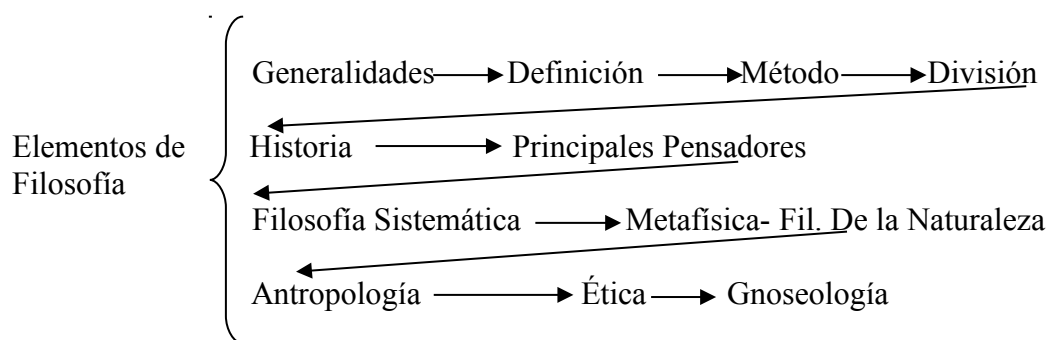 Generalidades Definición Método División
Elementos de
Filosofía
Historia Principales Pensadores
Filosofía Sistemática Metafísica- Fil. De la Naturaleza
Antropología Ética Gnoseología